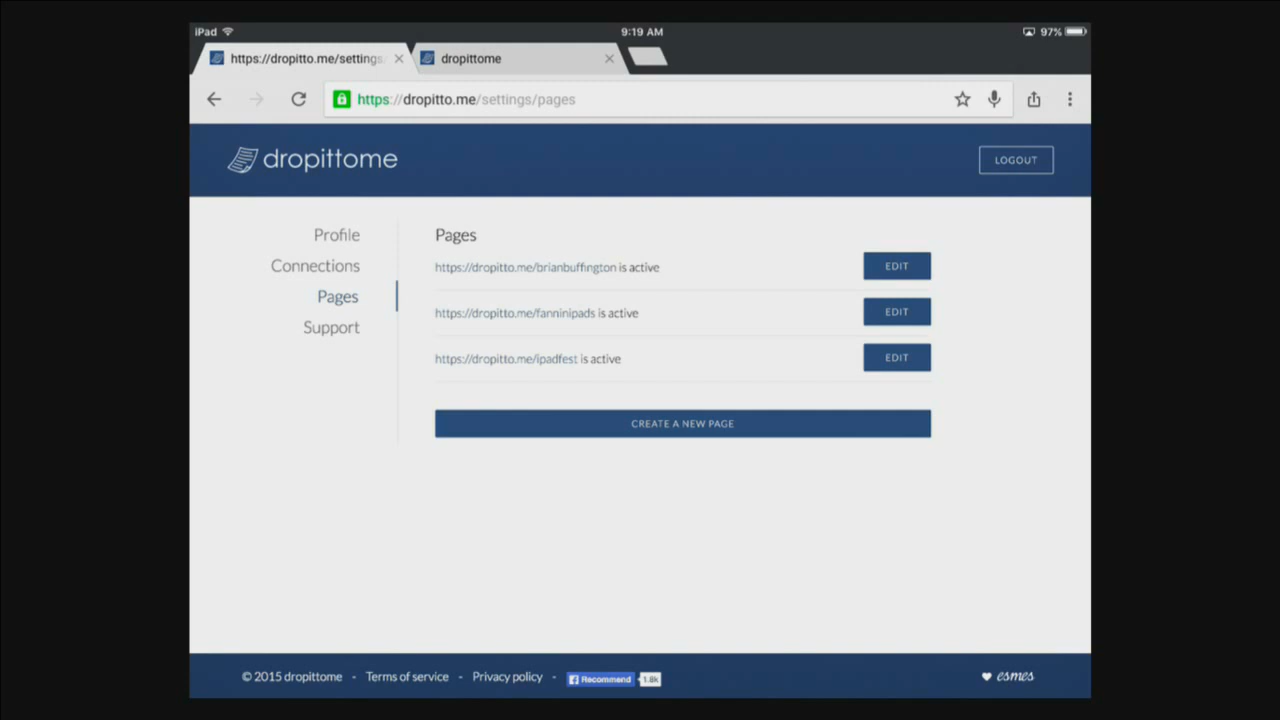 iPad 9:19 AM 97%
https://dropitto.me/settings dropittome
https://dropitto.me/settings/pages
dropittome LOGOUT
Profile
Connections
Pages
Support
Pages
https://dropitto.me/brianbuffington is active EDIT
https://dropitto.me/fanninipads is active EDIT
https://dropitto.me/ipadfest is active EDIT
CREATE A NEW PAGE
© 2015 dropittome - Terms of service - Privacy policy - Recommend 1.8k esmes